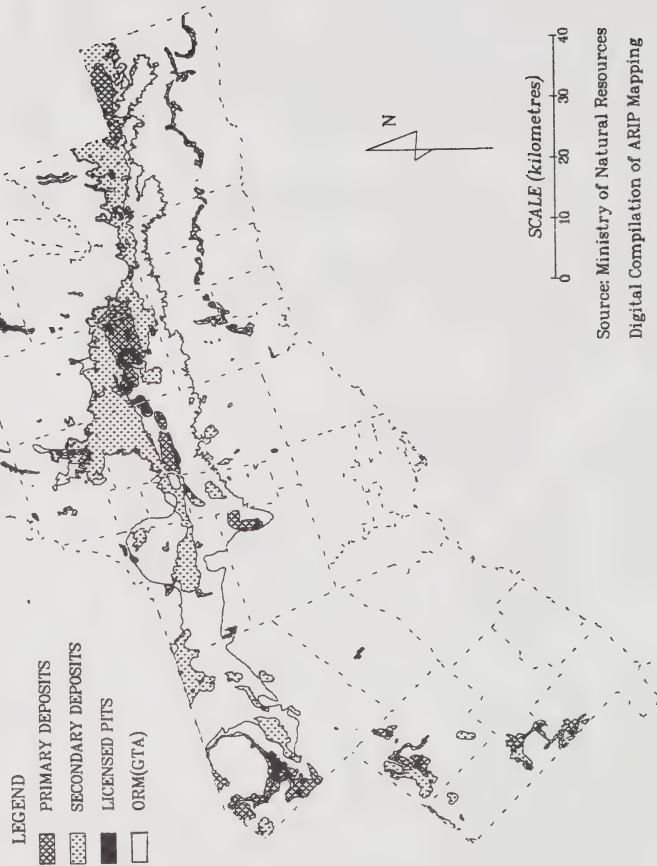 LEGEND
PRIMARY DEPOSITS
SECONDARY DEPOSITS
LICENSED PITS
ORM(GTA)
N
SCALE (kilometres)
0 10 20 30 40
Source: Ministry of Natural Resources
Digital Compilation of ARIP Mapping